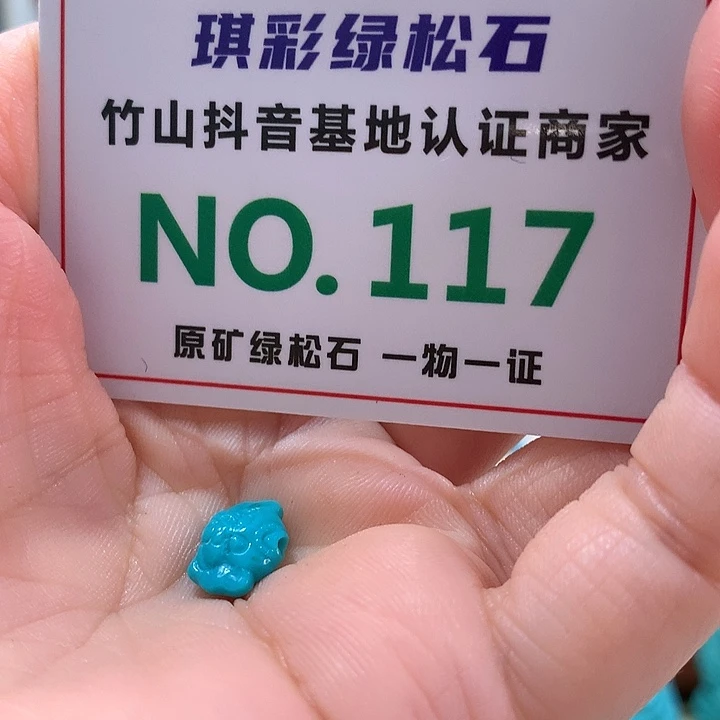 琪彩绿松石
竹山抖音基地认证商家
NO.117
原矿绿松石 一物一证